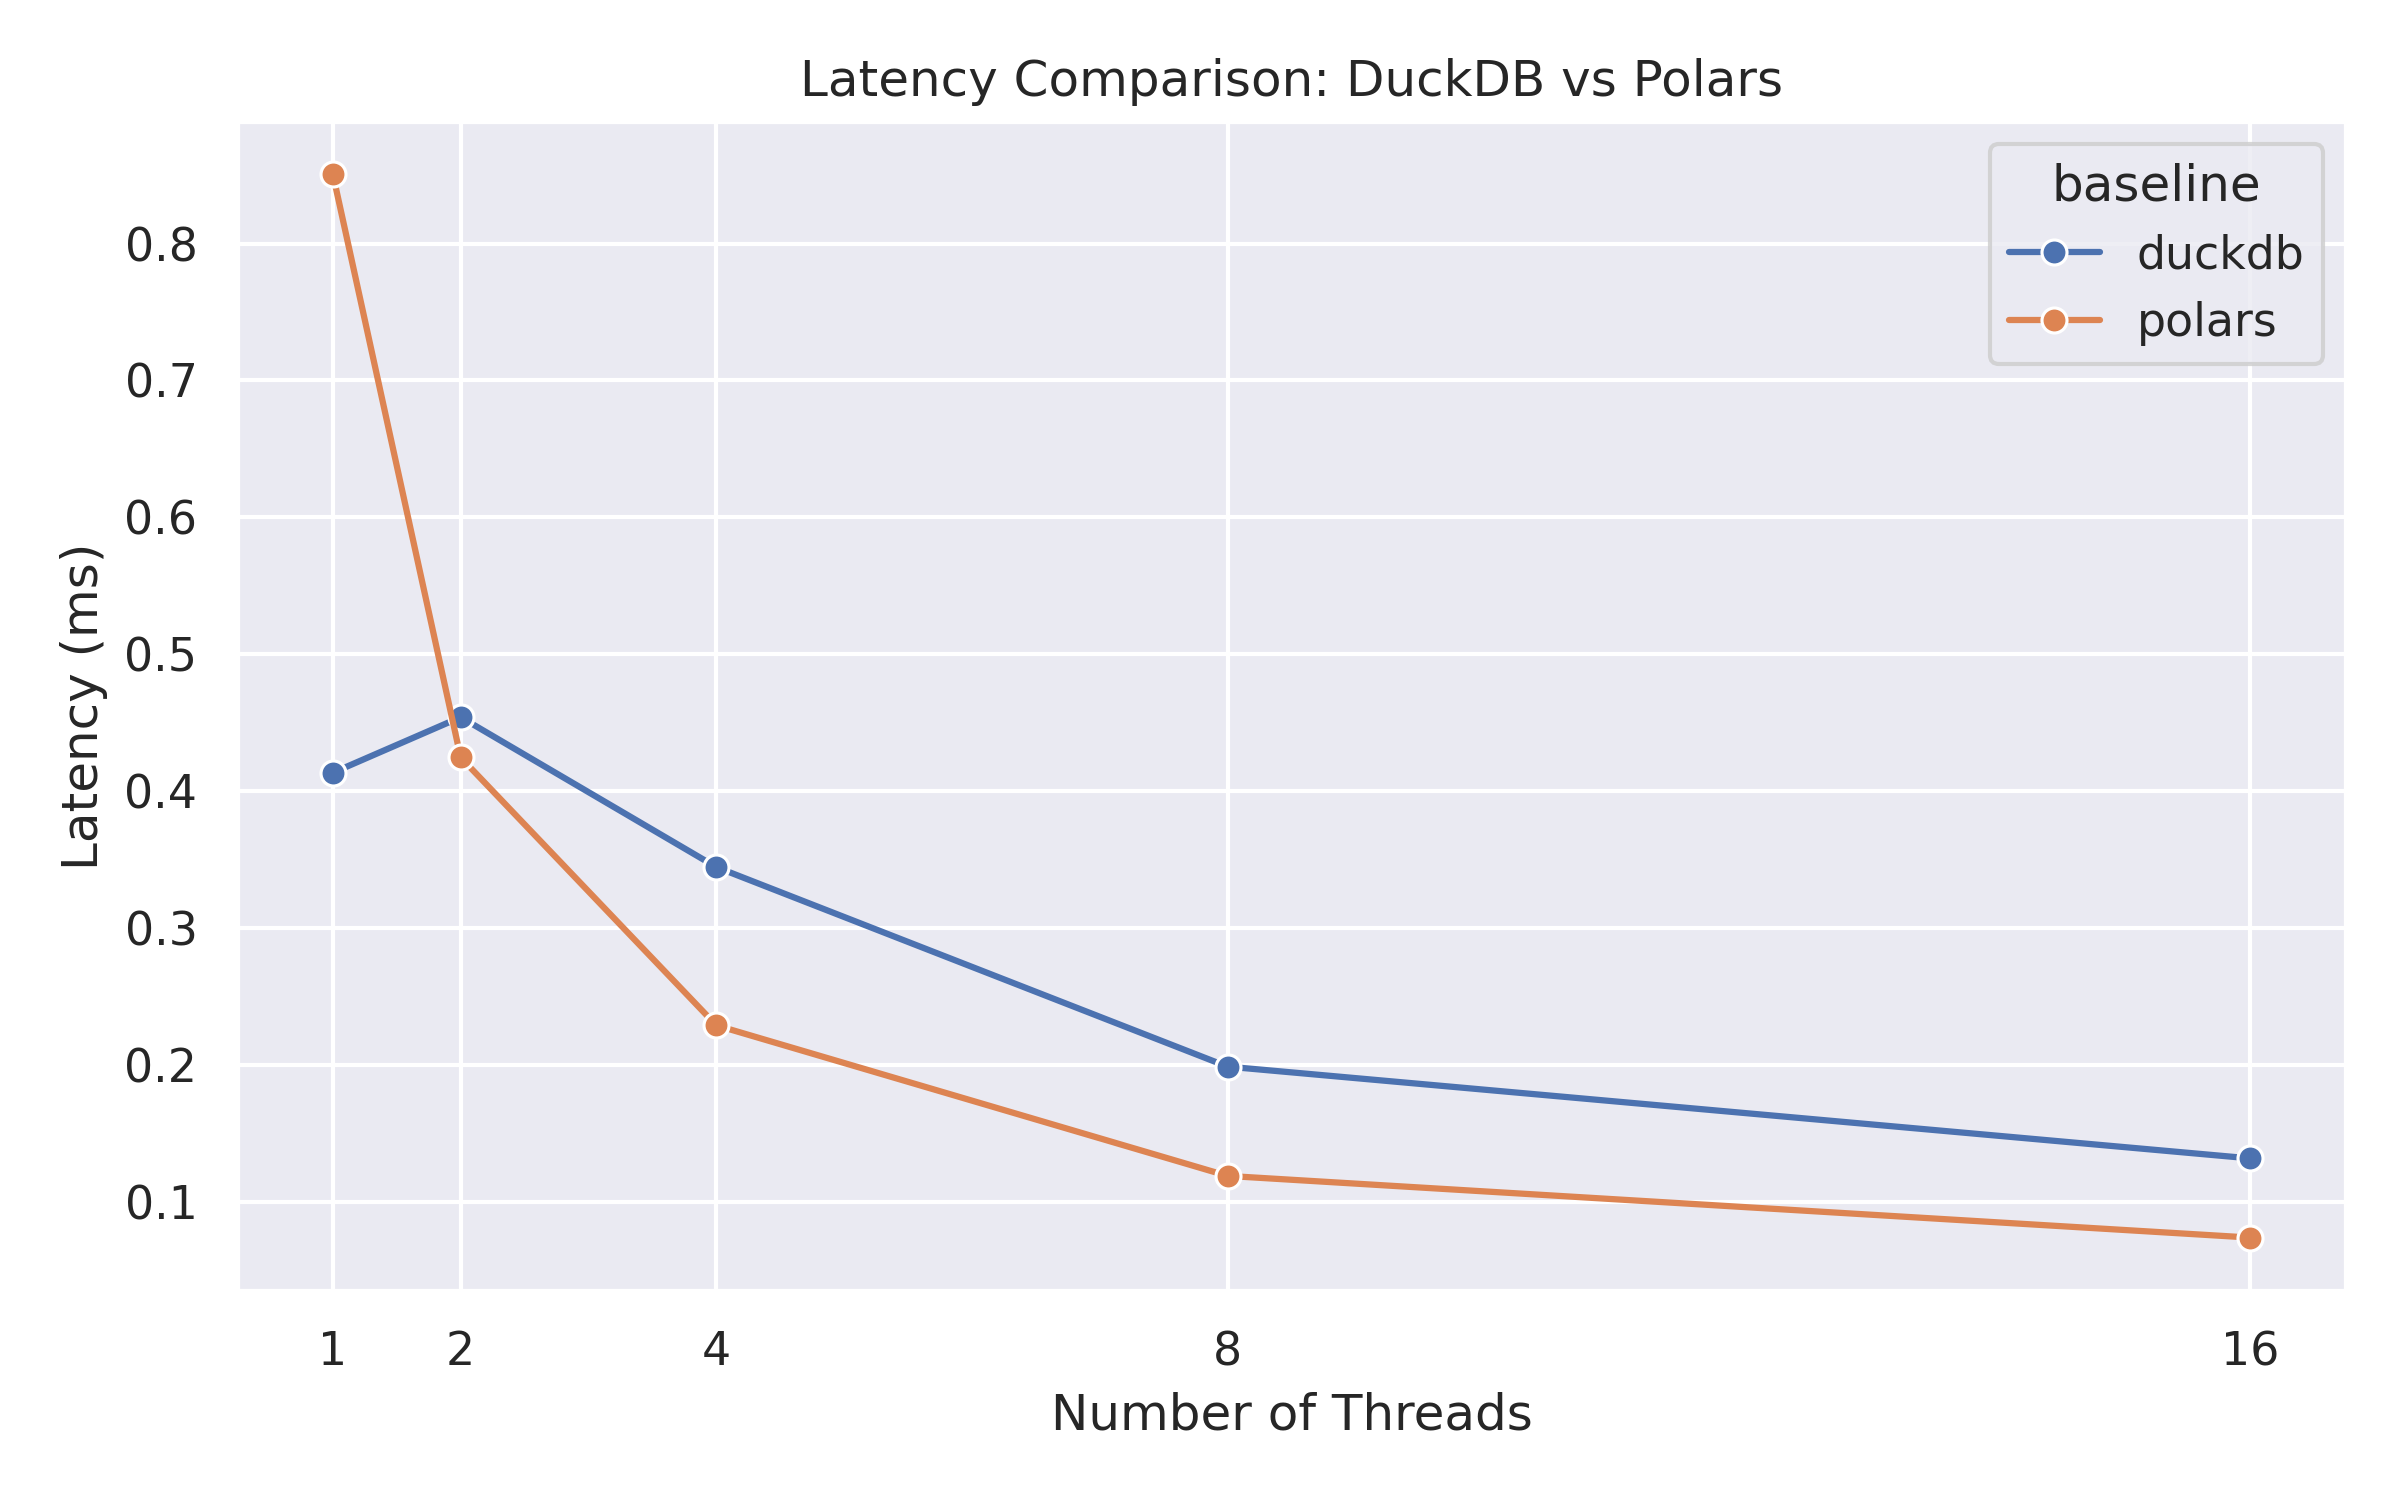 Latency Comparison: DuckDB vs Polars
baseline
duckdb
polars
Latency (ms)
0.8
0.7
0.6
0.5
0.4
0.3
0.2
0.1
1 2 4 8 16
Number of Threads